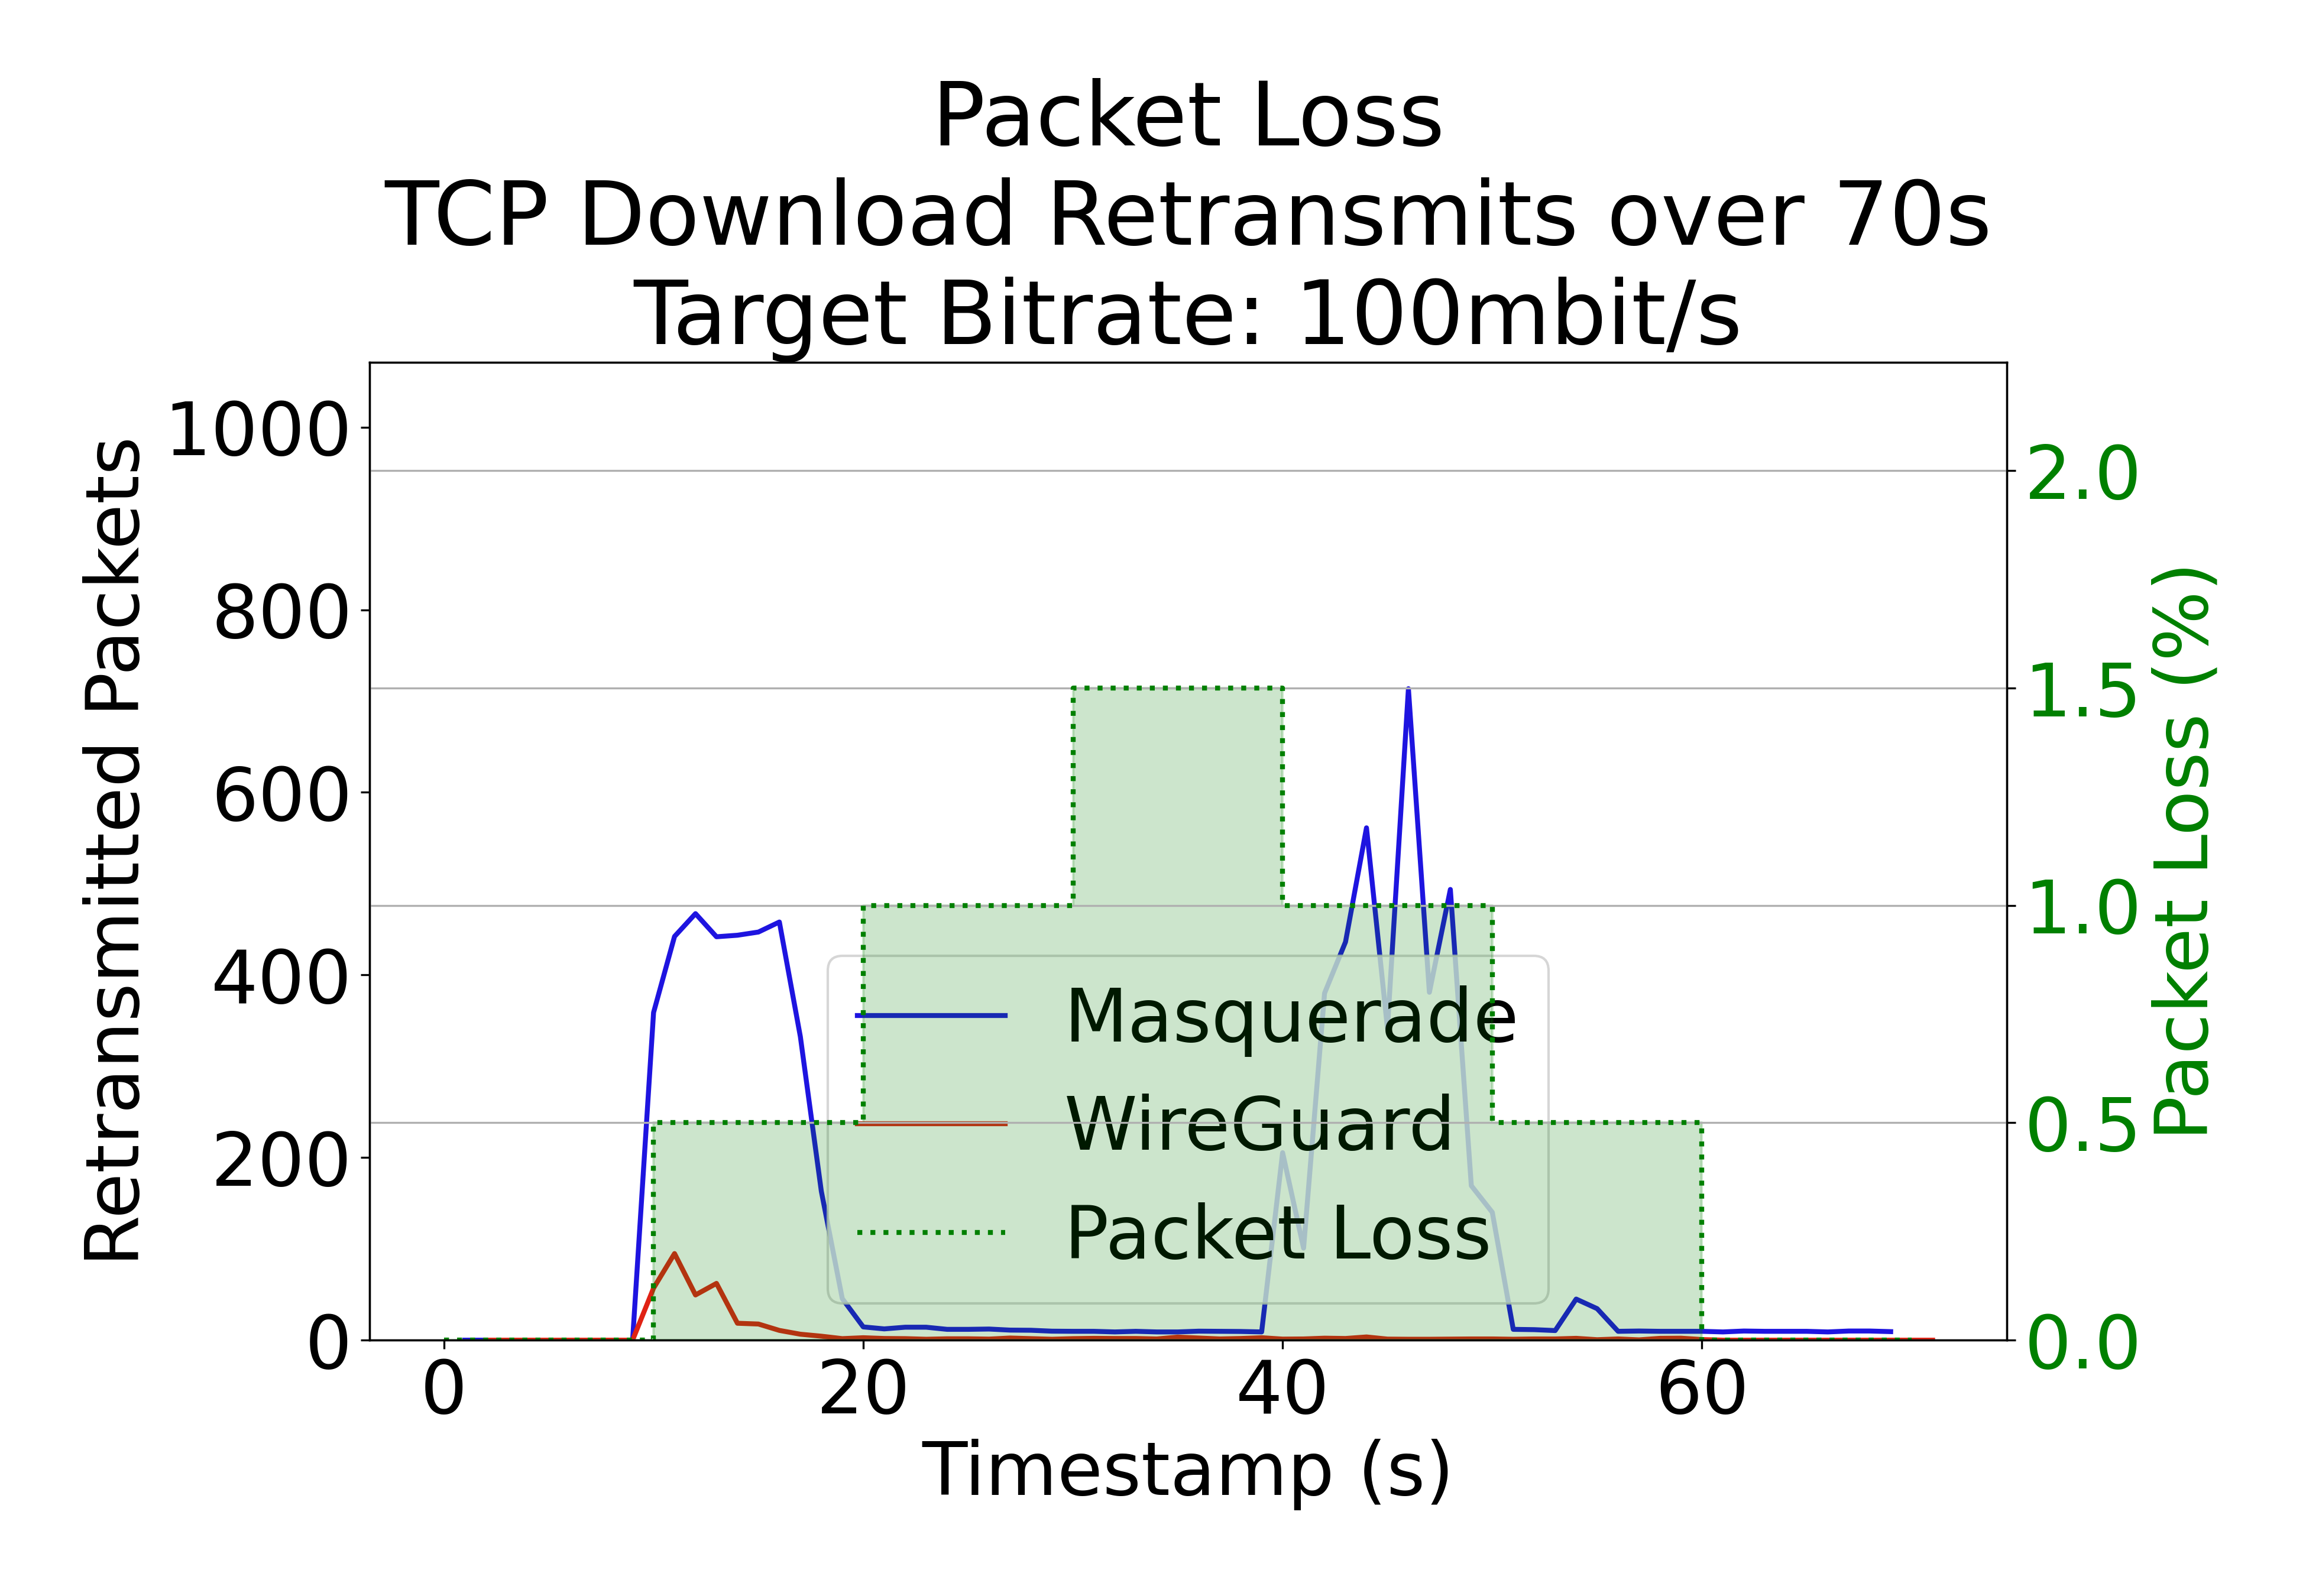 Packet Loss
TCP Download Retransmits over 70s
Target Bitrate: 100mbit/s
Retransmitted Packets
1000
800
600
400
200
0
2.0
1.5
1.0
0.5
0.0
Packet Loss (%)
Masquerade
WireGuard
Packet Loss
0 20 40 60
Timestamp (s)